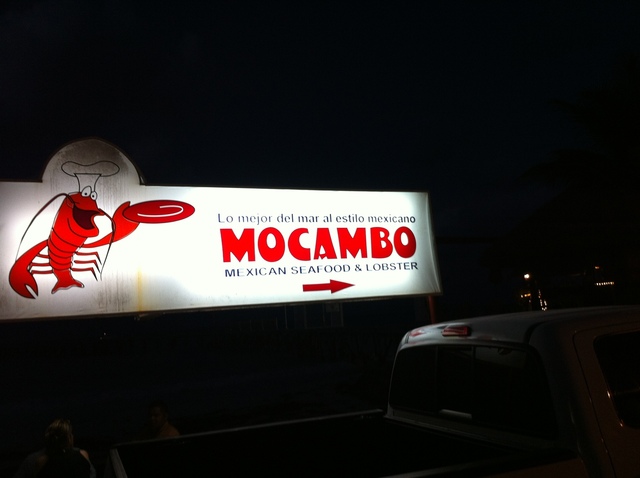 Lo mejor del mar al estilo mexicano
MOCAMBO
MEXICAN SEAFOOD & LOBSTER